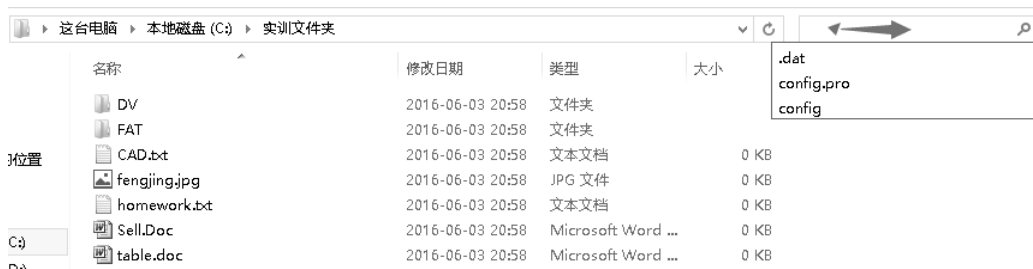 这台电脑 本地磁盘 (C:) 实训文件夹
名称 修改日期 类型 大小
.dat
config.pro
config
DV 2016-06-03 20:58 文件夹
FAT 2016-06-03 20:58 文件夹
CAD.txt 2016-06-03 20:58 文本文档 0 KB
fengjing.jpg 2016-06-03 20:58 JPG 文件 0 KB
homework.txt 2016-06-03 20:58 文本文档 0 KB
Sell.Doc 2016-06-03 20:58 Microsoft Word ... 0 KB
table.doc 2016-06-03 20:58 Microsoft Word ... 0 KB
的位置
C:)